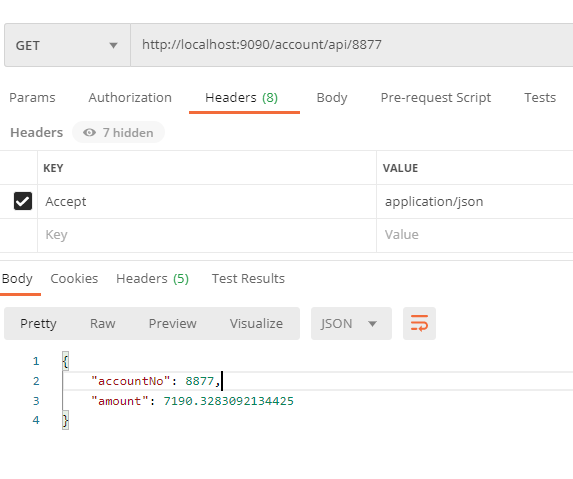 GET http://localhost:9090/account/api/8877
Params Authorization Headers (8) Body Pre-request Script Tests
Headers 7 hidden
KEY VALUE
Accept application/json
Key Value
Body Cookies Headers (5) Test Results
Pretty Raw Preview Visualize JSON
1 {
2 "accountNo": 8877,
3 "amount": 7190.3283092134425
4 }